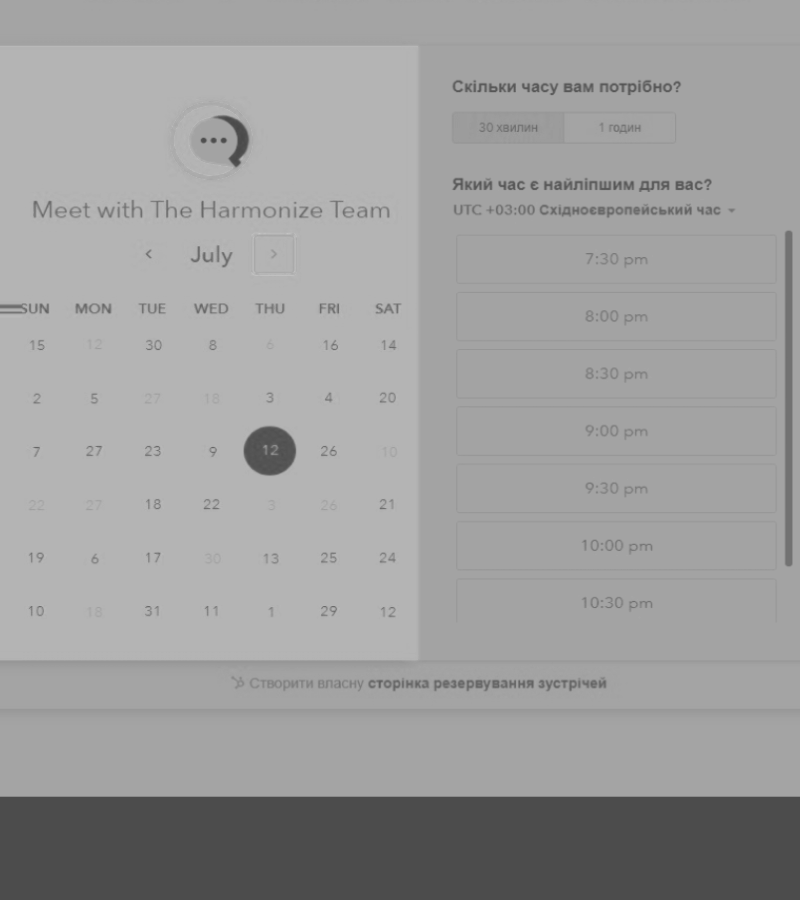 Meet with The Harmonize Team
July
SUN MON TUE WED THU FRI SAT
15 12 30 8 6 16 14
2 5 27 18 3 4 20
7 27 23 9 12 26 10
22 27 18 22 3 26 21
19 6 17 30 13 25 24
10 18 31 11 1 29 12
Скільки часу вам потрібно?
30 хвилин 1 годин
Який час є найліпшим для вас?
UTC +03:00 Східноєвропейський час
7:30 pm
8:00 pm
8:30 pm
9:00 pm
9:30 pm
10:00 pm
10:30 pm
Створити власну сторінка резервування зустрічей